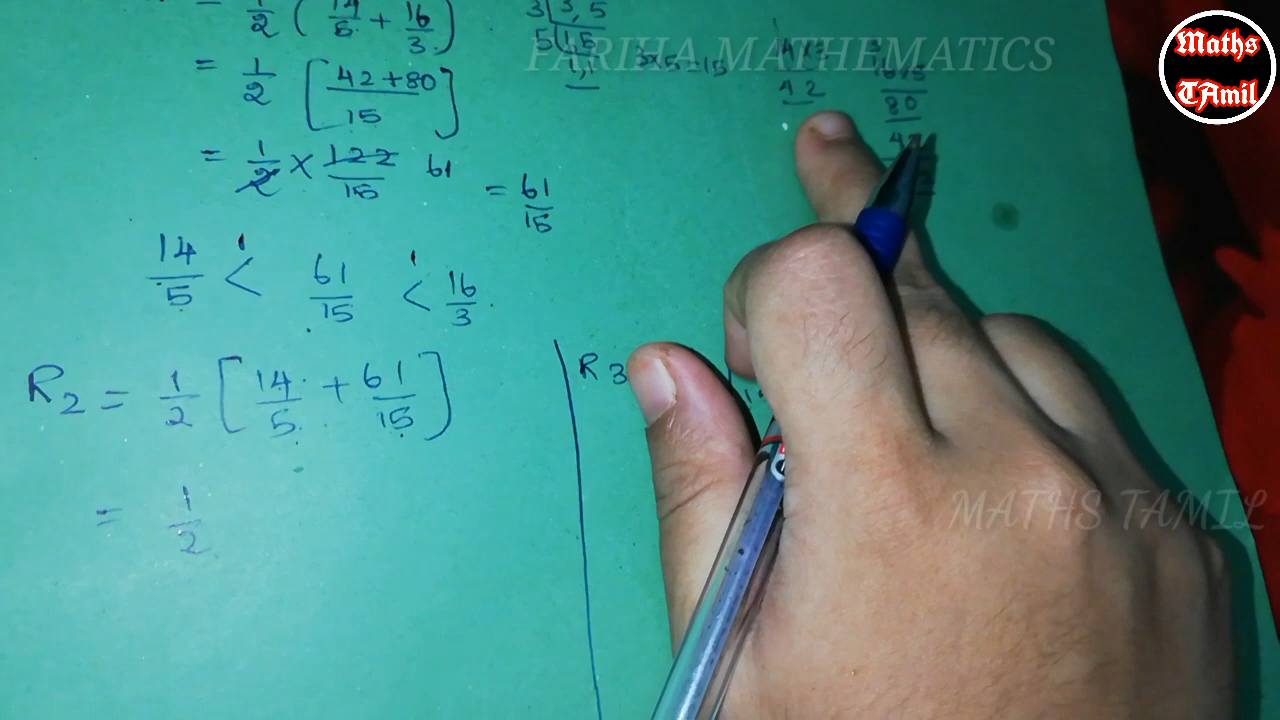 = 1/2 ( 14/5 + 16/3 )
= 1/2 [ 42+80 / 15 ]
= 1/2 × 122/15 61
= 61/15
14/5 < 61/15 < 16/3
R2 = 1/2 [ 14/5 + 61/15 ]
= 1/2
3 3, 5
5 1, 5
1, 1
3×5=15
42
80
R3
FARIHA MATHEMATICS
MATHS TAMIL
Maths
TAmil